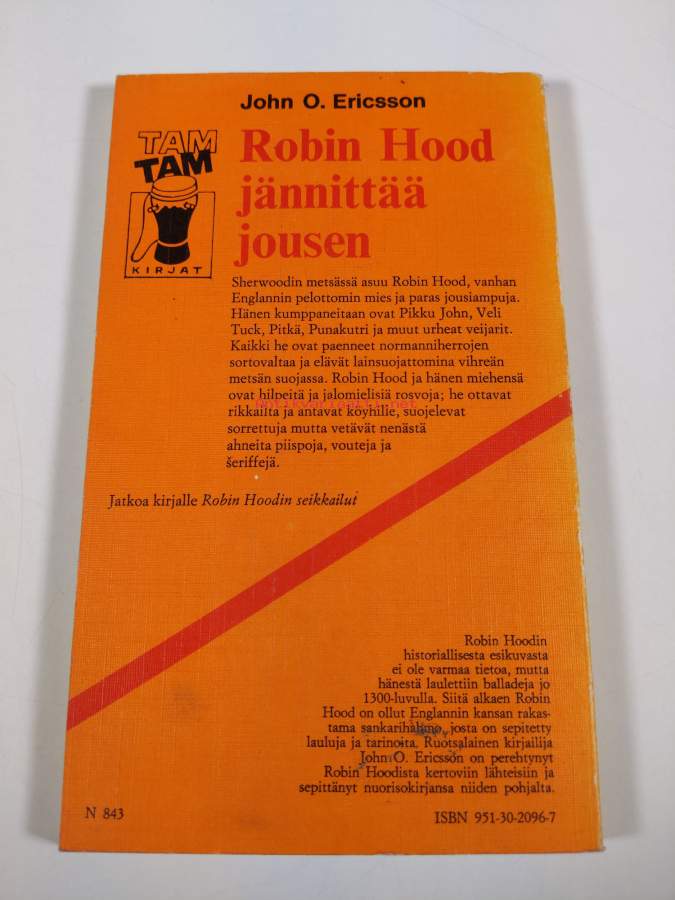 John O. Ericsson
TAM
TAM
KIRJAT
Robin Hood
jännittää
jousen
Sherwoodin metsässä asuu Robin Hood, vanhan
Englannin pelottomin mies ja paras jousiampuja.
Hänen kumppaneitaan ovat Pikku John, Veli
Tuck, Pitkä, Punakutri ja muut urheat veijarit.
Kaikki he ovat paenneet normanniherrojen
sortovaltaa ja elävät lainsuojattomina vihreän
metsän suojassa. Robin Hood ja hänen miehensä
ovat hilpeitä ja jalomielisiä rosvoja; he ottavat
rikkailta ja antavat köyhille, suojelevat
sorrettuja mutta vetävät nenästä
ahneita piispoja, vouteja ja
šeriffejä.
Jatkoa kirjalle Robin Hoodin seikkailut
Robin Hoodin
historiallisesta esikuvasta
ei ole varmaa tietoa, mutta
hänestä laulettiin balladeja jo
1300-luvulla. Siitä alkaen Robin
Hood on ollut Englannin kansan rakas-
tama sankarihahmo, josta on sepitetty
lauluja ja tarinoita. Ruotsalainen kirjailija
John O. Ericsson on perehtynyt
Robin Hoodista kertoviin lähteisiin ja
sepittänyt nuorisokirjansa niiden pohjalta.
N 843
ISBN 951-30-2096-7